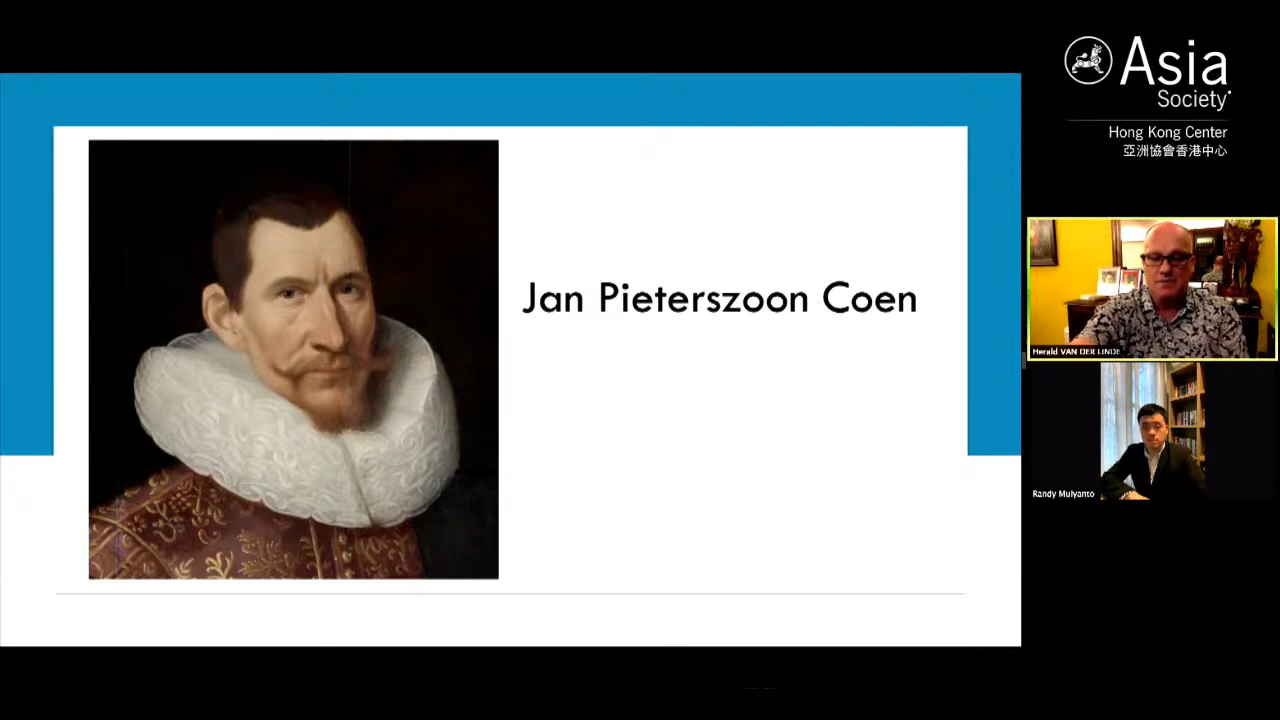 Jan Pieterszoon Coen
Asia
Society
Hong Kong Center
亞洲協會香港中心
Herald VAN DER LINDE
Randy Mulyanto